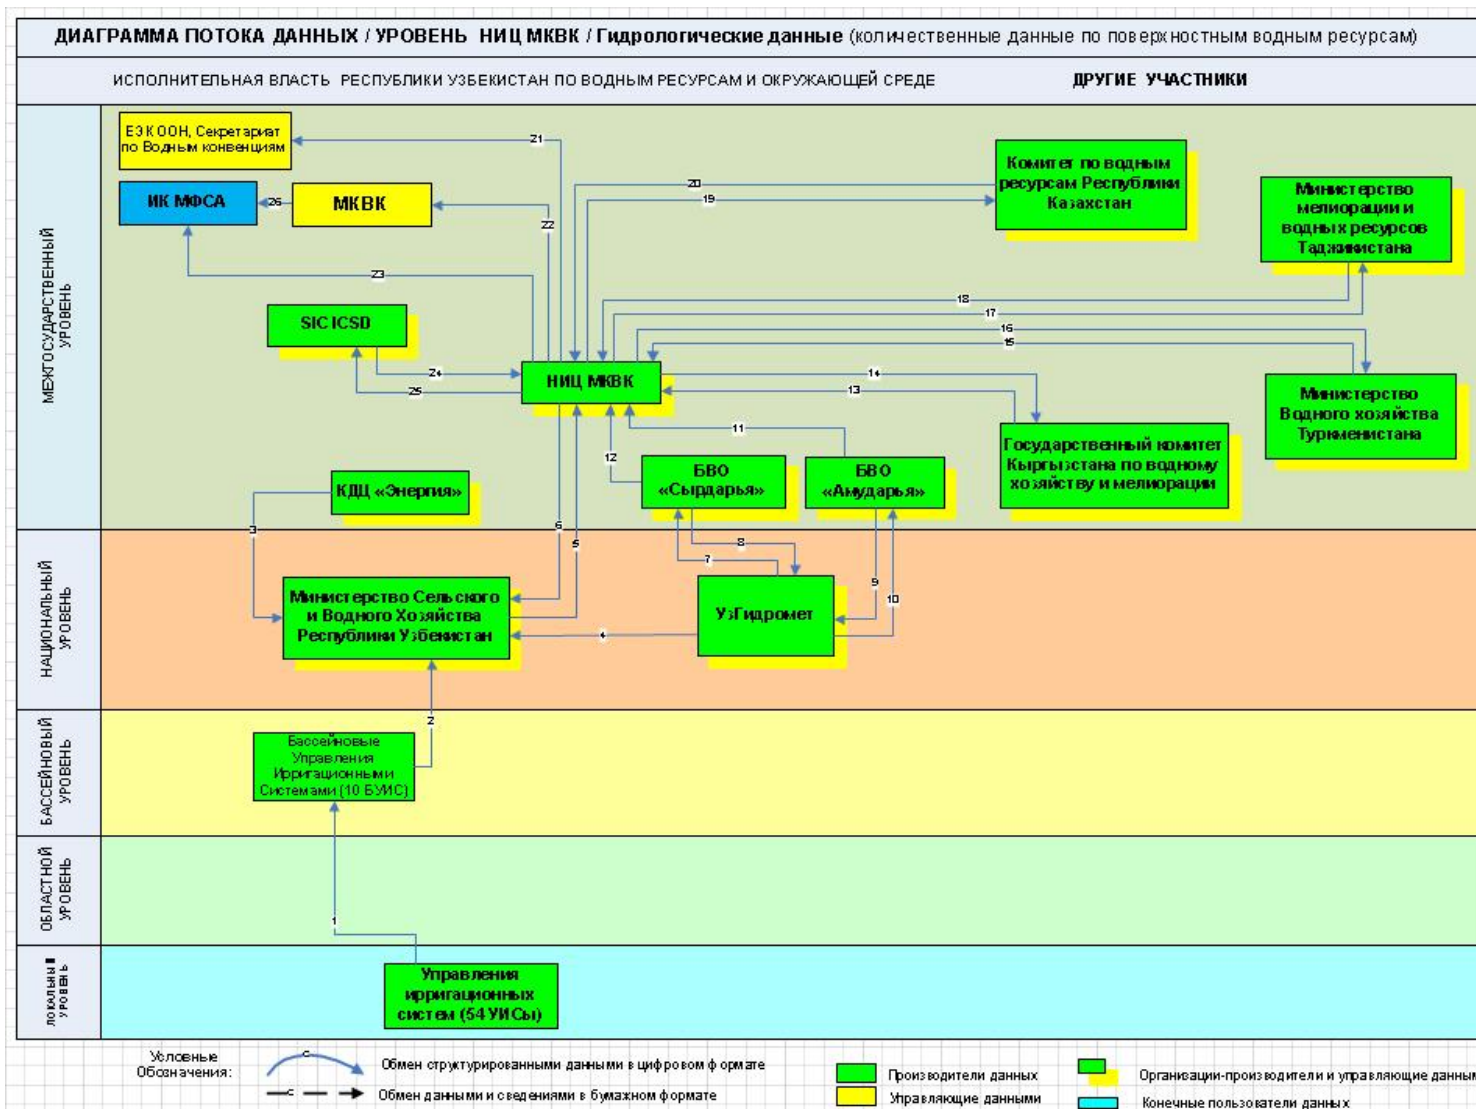 ДИАГРАММА ПОТОКА ДАННЫХ / УРОВЕНЬ НИЦ МКВК / Гидрологические данные (количественные данные по поверхностным водным ресурсам)
ИСПОЛНИТЕЛЬНАЯ ВЛАСТЬ РЕСПУБЛИКИ УЗБЕКИСТАН ПО ВОДНЫМ РЕСУРСАМ И ОКРУЖАЮЩЕЙ СРЕДЕ
ДРУГИЕ УЧАСТНИКИ
МЕЖГОСУДАРСТВЕННЫЙ
УРОВЕНЬ
ЕЭК ООН, Секретариат
по Водным конвенциям
21
ИК МФСА
26
МКВК
22
20
19
Комитет по водным
ресурсам Республики
Казахстан
Министерство
мелиорации и
водных ресурсов
Таджикистана
23
18
17
SIC ICSD
16
15
24
25
НИЦ МКВК
14
13
Министерство
Водного хозяйства
Туркменистана
11
12
Государственный комитет
Кыргызстана по водному
хозяйству и мелиорации
КДЦ «Энергия»
БВО
«Сырдарья»
БВО
«Амударья»
3
6
5
НАЦИОНАЛЬНЫЙ
УРОВЕНЬ
8
7
9
10
Министерство Сельского
и Водного Хозяйства
Республики Узбекистан
УзГидромет
4
БАССЕЙНОВЫЙ
УРОВЕНЬ
2
Бассейновые
Управления
Ирригационными
Системами (10 БУИС)
ОБЛАСТНОЙ
УРОВЕНЬ
1
ЛОКАЛЬНЫЙ
УРОВЕНЬ
Управления
ирригационных
систем (54 УИСы)
Условные
Обозначения:
C
Обмен структурированными данными в цифровом формате
C
Обмен данными и сведениями в бумажном формате
Производители данных
Управляющие данными
Организации-производители и управляющие данным
Конечные пользователи данных